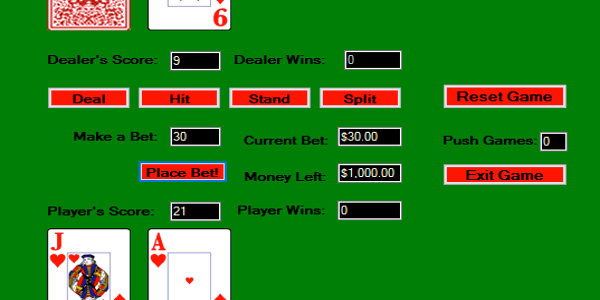 9
Dealer's Score: 9 Dealer Wins: 0
Deal Hit Stand Split Reset Game
Make a Bet: 30 Current Bet: $30.00 Push Games: 0
Place Bet! Money Left: $1,000.00 Exit Game
Player's Score: 21 Player Wins: 0
J A